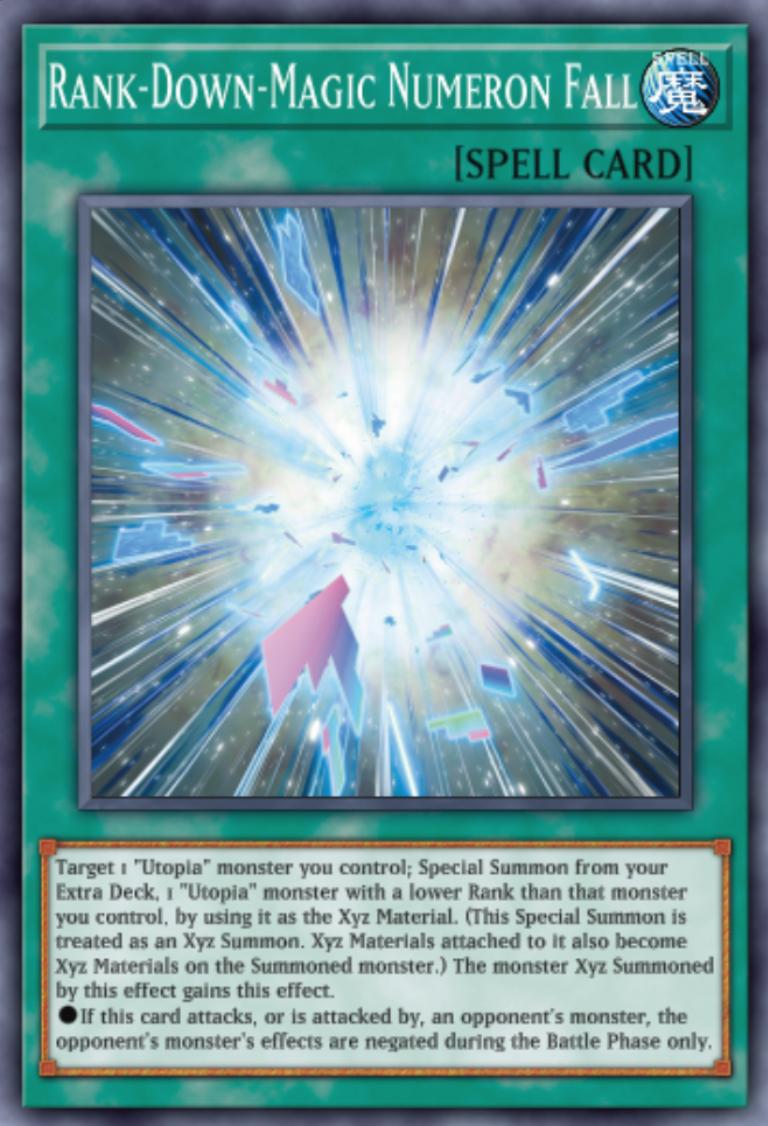 RANK-DOWN-MAGIC NUMERON FALL
SPELL
魔
[SPELL CARD]
Target 1 "Utopia" monster you control; Special Summon from your
Extra Deck, 1 "Utopia" monster with a lower Rank than that monster
you control, by using it as the Xyz Material. (This Special Summon is
treated as an Xyz Summon. Xyz Materials attached to it also become
Xyz Materials on the Summoned monster.) The monster Xyz Summoned
by this effect gains this effect.
●If this card attacks, or is attacked by, an opponent's monster, the
opponent's monster's effects are negated during the Battle Phase only.